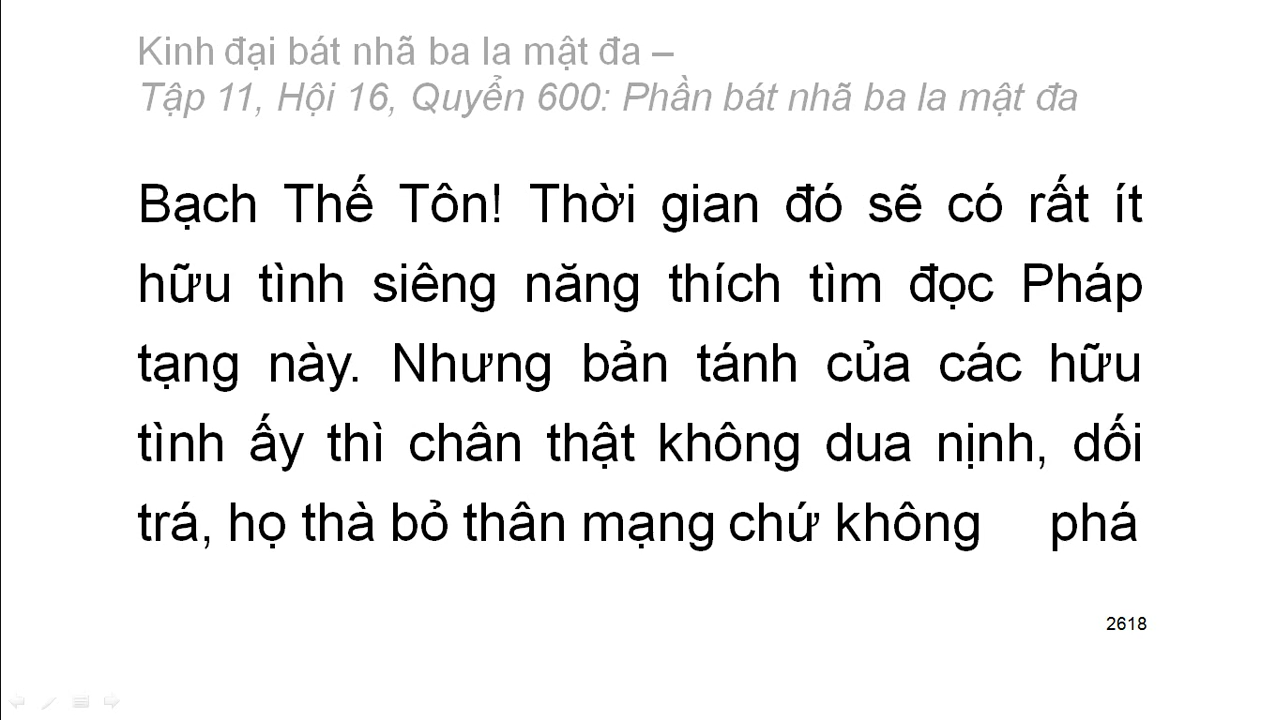 Kinh đại bát nhã ba la mật đa –
Tập 11, Hội 16, Quyển 600: Phần bát nhã ba la mật đa
Bạch Thế Tôn! Thời gian đó sẽ có rất ít
hữu tình siêng năng thích tìm đọc Pháp
tạng này. Nhưng bản tánh của các hữu
tình ấy thì chân thật không dua nịnh, dối
trá, họ thà bỏ thân mạng chứ không phá
2618